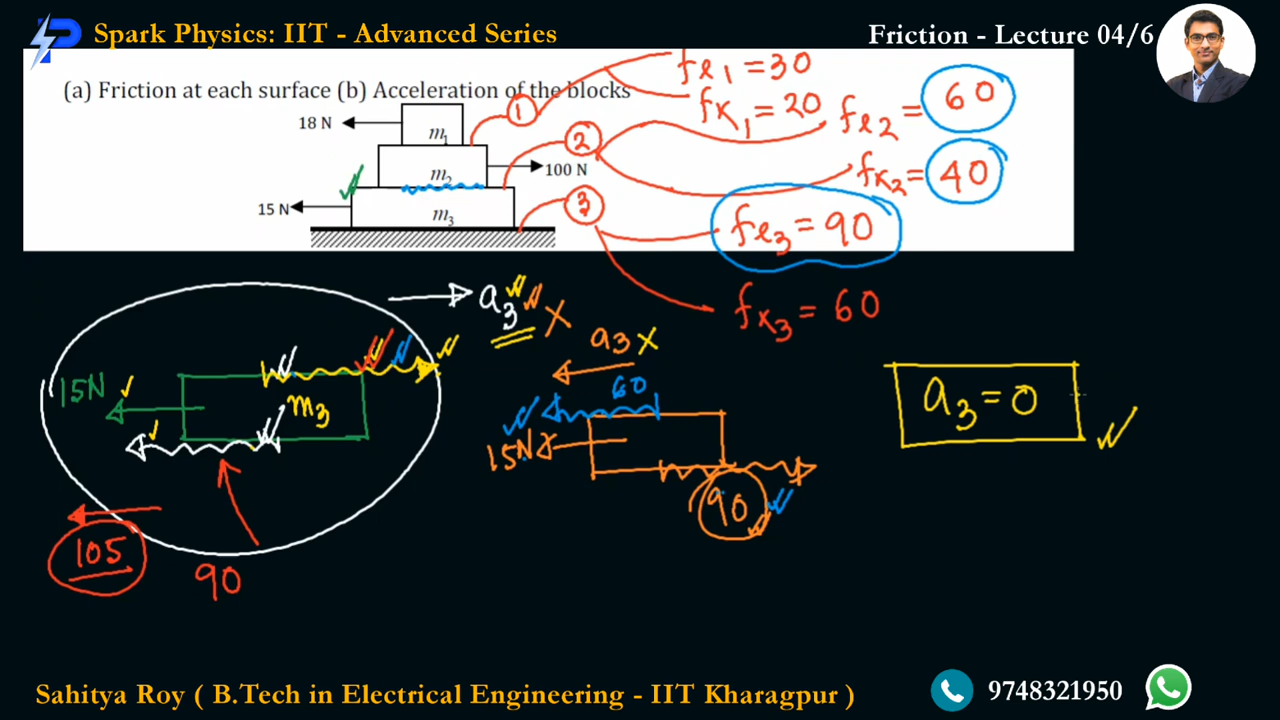 Spark Physics: IIT - Advanced Series
Friction - Lecture 04/6
(a) Friction at each surface (b) Acceleration of the blocks
fl1 = 30
fk1 = 20
fl2 = 60
fk2 = 40
fl3 = 90
fk3 = 60
1
2
3
18 N
m1
m2
100 N
15 N
m3
a3
15N
m3
105
90
a3
60
15N
90
a3 = 0
Sahitya Roy ( B.Tech in Electrical Engineering - IIT Kharagpur )
9748321950